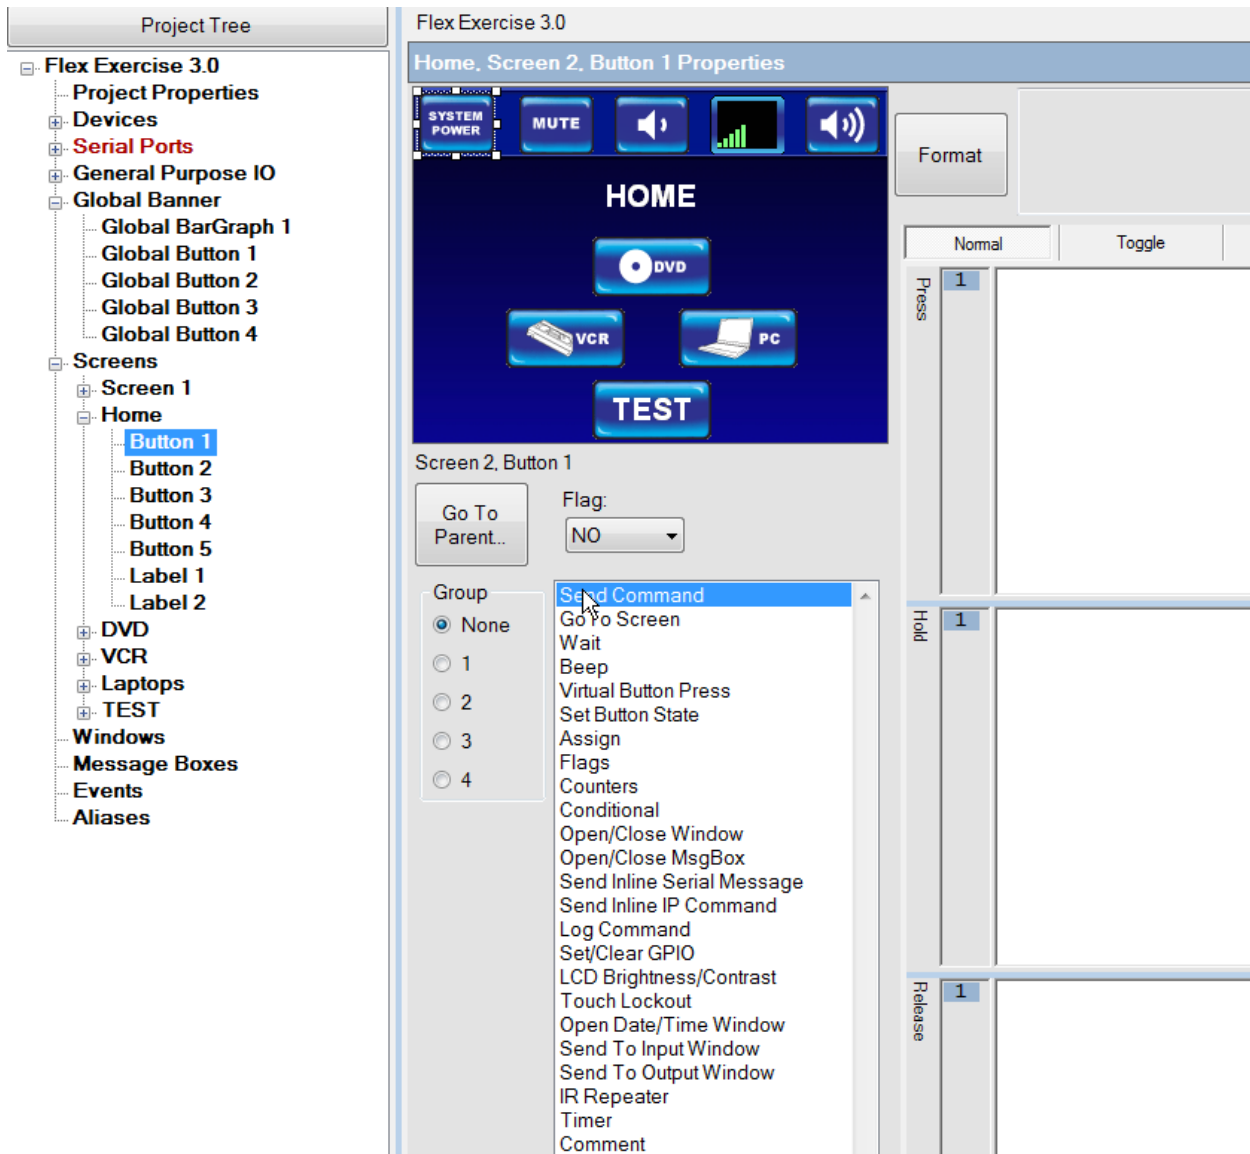 Project Tree
Flex Exercise 3.0
Project Properties
Devices
Serial Ports
General Purpose IO
Global Banner
Global BarGraph 1
Global Button 1
Global Button 2
Global Button 3
Global Button 4
Screens
Screen 1
Home
Button 1
Button 2
Button 3
Button 4
Button 5
Label 1
Label 2
DVD
VCR
Laptops
TEST
Windows
Message Boxes
Events
Aliases
Flex Exercise 3.0
Home, Screen 2, Button 1 Properties
SYSTEM
POWER
MUTE
HOME
DVD
VCR
PC
TEST
Screen 2, Button 1
Go To
Parent...
Flag:
NO
Group
None
1
2
3
4
Send Command
Go To Screen
Wait
Beep
Virtual Button Press
Set Button State
Assign
Flags
Counters
Conditional
Open/Close Window
Open/Close MsgBox
Send Inline Serial Message
Send Inline IP Command
Log Command
Set/Clear GPIO
LCD Brightness/Contrast
Touch Lockout
Open Date/Time Window
Send To Input Window
Send To Output Window
IR Repeater
Timer
Comment
Format
Normal
Toggle
Press
1
Hold
1
Release
1